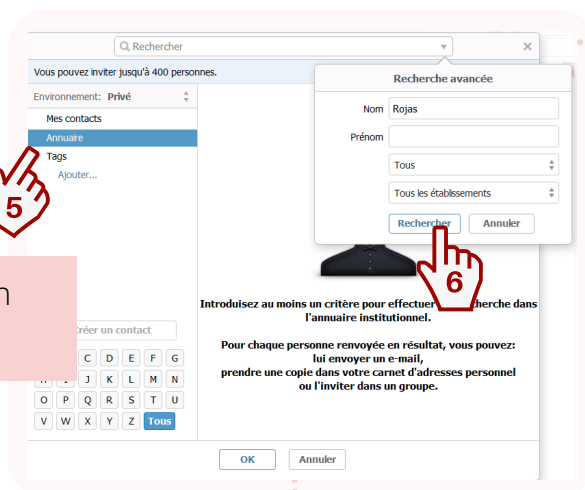 Rechercher
Vous pouvez inviter jusqu'à 400 personnes.
Environnement: Privé
Mes contacts
Annuaire
Tags
Ajouter...
5
Recherche avancée
Nom Rojas
Prénom
Tous
Tous les établissements
Rechercher Annuler
6
Introduisez au moins un critère pour effectuer
herche dans
l'annuaire institutionnel.
Pour chaque personne renvoyée en résultat, vous pouvez:
lui envoyer un e-mail,
prendre une copie dans votre carnet d'adresses personnel
ou l'inviter dans un groupe.
n
réer un contact
C D E F G
J K L M N
O P Q R S T U
V W X Y Z Tous
OK Annuler